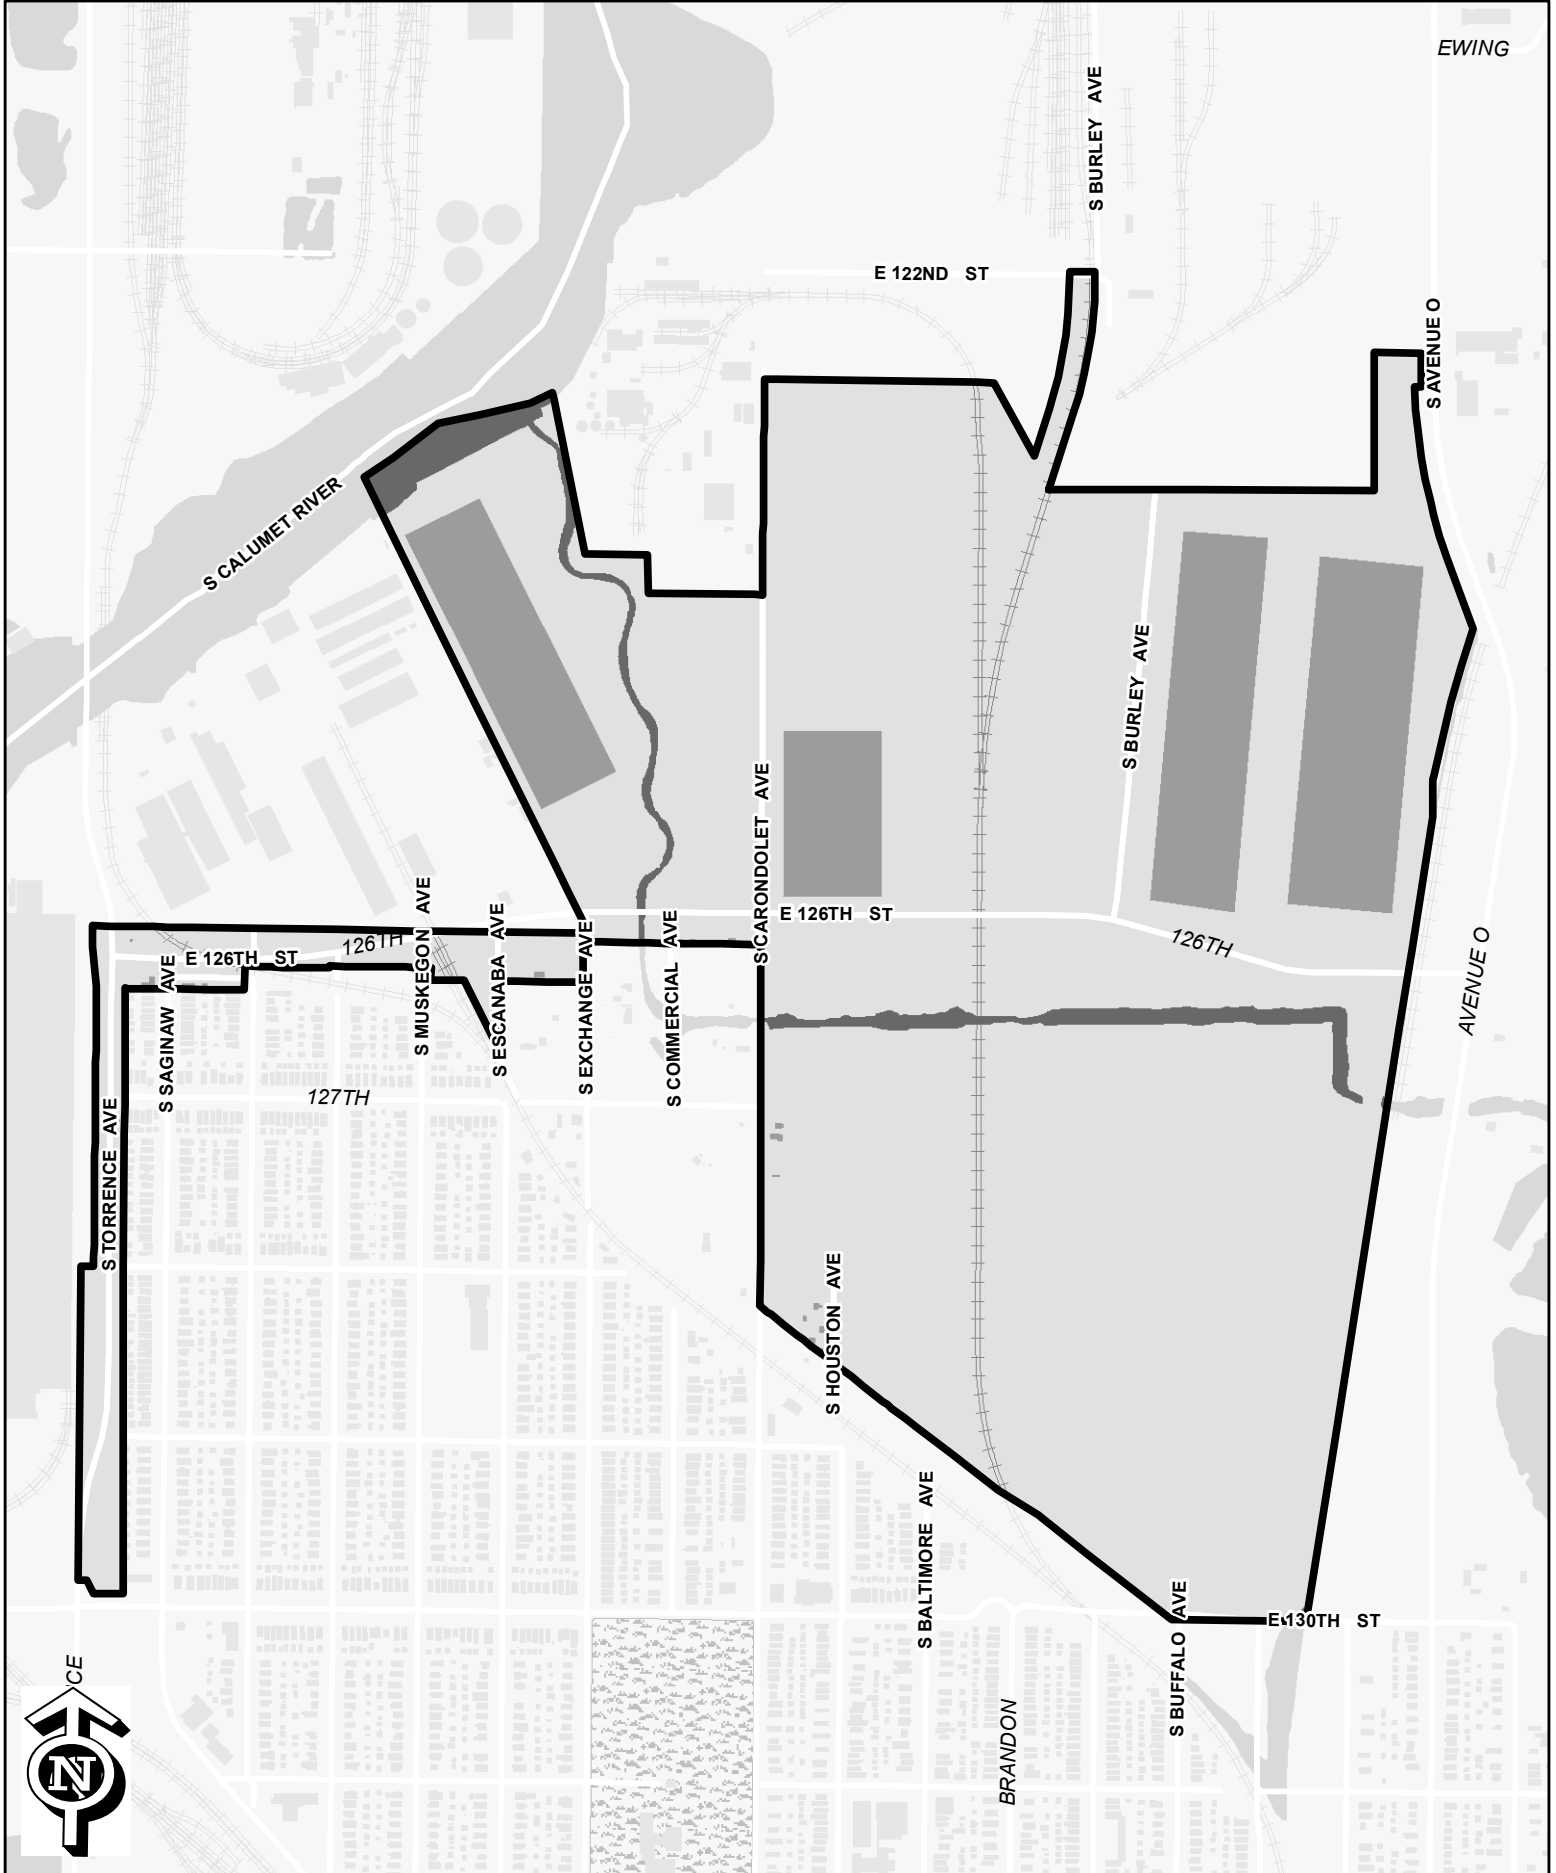 EWING
S BURLEY AVE
E 122ND ST
S AVENUE O
S CALUMET RIVER
S BURLEY AVE
S CARONDOLET AVE
E 126TH ST
126TH
AVENUE O
S MUSKEGON AVE
S ESCANABA AVE
S EXCHANGE AVE
S COMMERCIAL AVE
126TH
E 126TH ST
S SAGINAW AVE
127TH
S TORRENCE AVE
S HOUSTON AVE
S BALTIMORE AVE
S BUFFALO AVE
E 130TH ST
CE
BRANDON
N